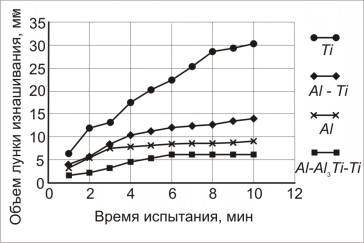 Объем лунки изнашивания, мм
35
30
25
20
15
10
5
0
0 2 4 6 8 10 12
Время испытания, мин
Ti
Al - Ti
Al
Al-Al3Ti-Ti